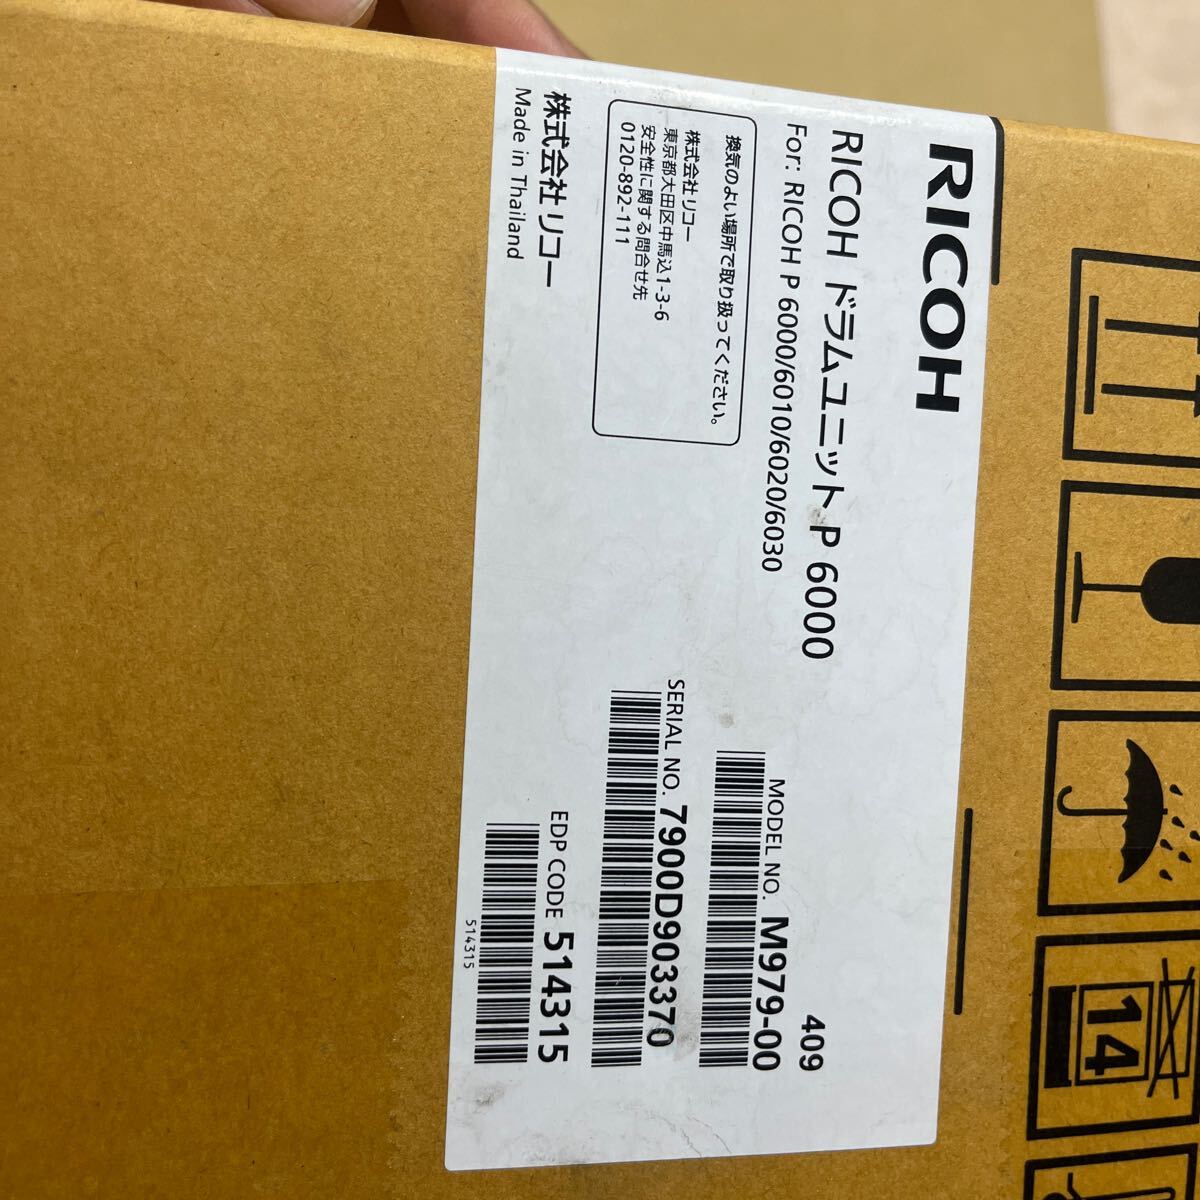 RICOH
RICOH ドラムユニット P 6000
For: RICOH P 6000/6010/6020/6030
換気のよい場所で取り扱ってください。
株式会社 リコー
東京都大田区中馬込1-3-6
安全性に関する問合せ先
0120-892-111
株式会社 リコー
Made in Thailand
409
MODEL NO. M979-00
SERIAL NO. 7900D903370
EDP CODE 514315
514315
14